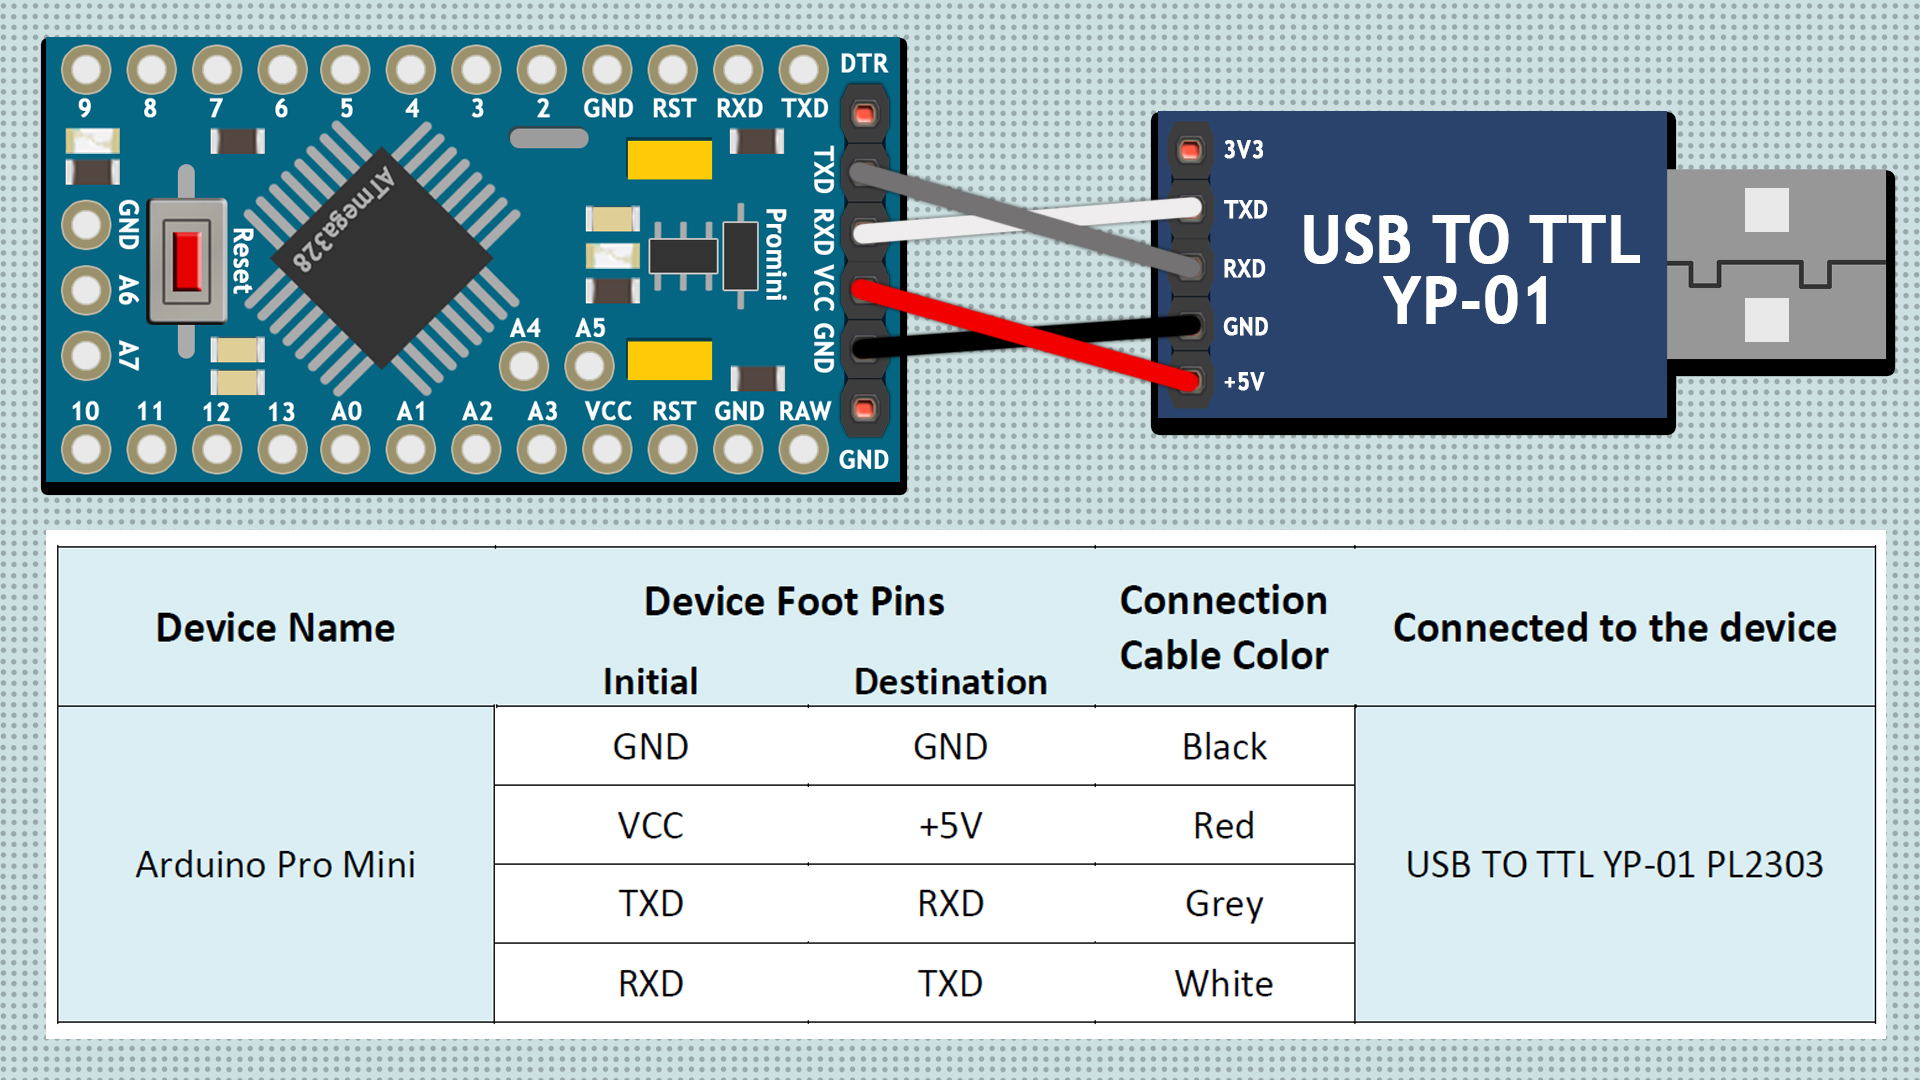 DTR
9 8 7 6 5 4 3 2 GND RST RXD TXD
TXD
RXD
VCC
GND
GND
A6
A7
Reset
ATmega328
Promini
A4 A5
10 11 12 13 A0 A1 A2 A3 VCC RST GND RAW
GND
3V3
TXD
RXD
GND
+5V
USB TO TTL
YP-01
Device Name
Device Foot Pins
Initial Destination
Connection
Cable Color
Connected to the device
Arduino Pro Mini
GND GND Black
VCC +5V Red
TXD RXD Grey
RXD TXD White
USB TO TTL YP-01 PL2303